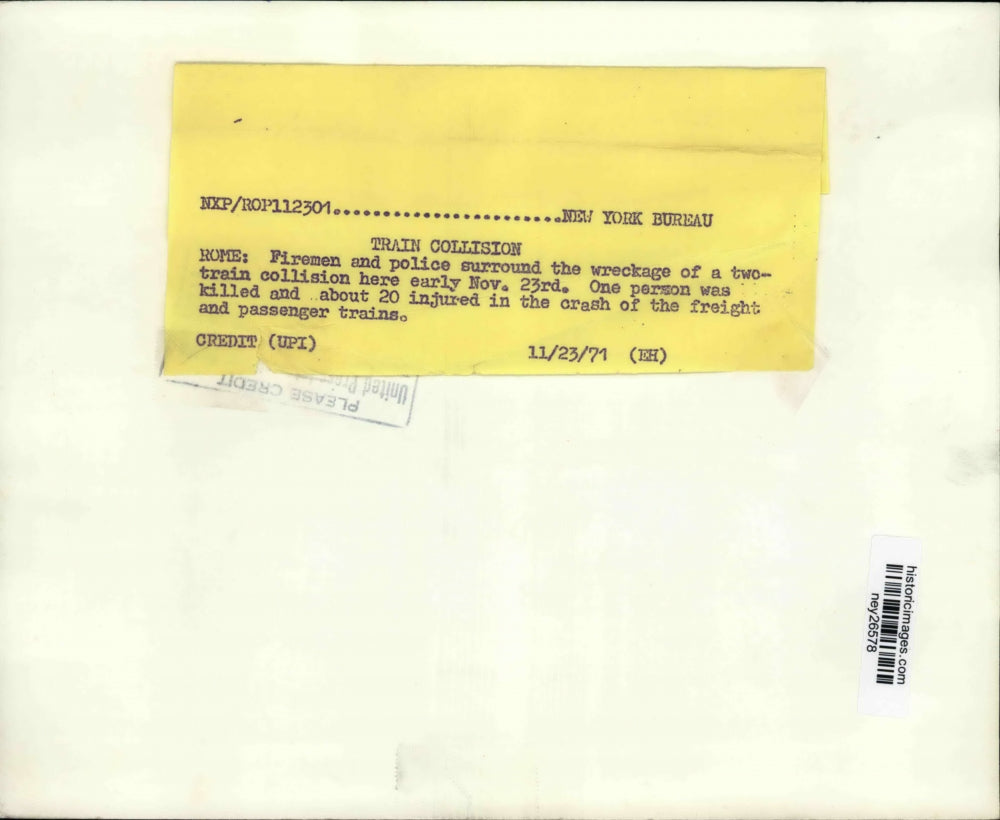 NXP/ROP112301........................NEW YORK BUREAU
TRAIN COLLISION
ROME: Firemen and police surround the wreckage of a two-
train collision here early Nov. 23rd. One person was
killed and about 20 injured in the crash of the freight
and passenger trains.
CREDIT (UPI)
11/23/71 (EH)
PLEASE CREDIT
United
historicimages.com
ney26578